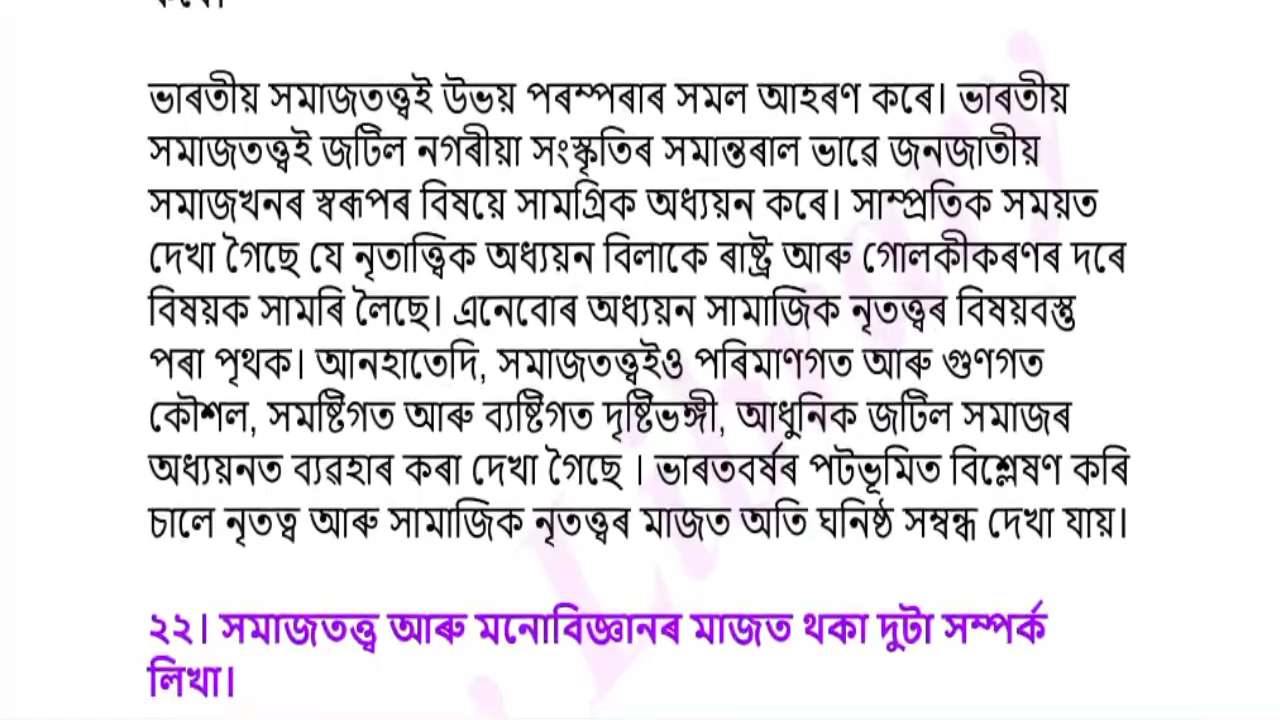 ভাৰতীয় সমাজতত্ত্বই উভয় পৰম্পৰাৰ সমল আহৰণ কৰে। ভাৰতীয়
সমাজতত্ত্বই জটিল নগৰীয়া সংস্কৃতিৰ সমান্তৰাল ভাৱে জনজাতীয়
সমাজখনৰ স্বৰূপৰ বিষয়ে সামগ্ৰিক অধ্যয়ন কৰে। সাম্প্ৰতিক সময়ত
দেখা গৈছে যে নৃতাত্ত্বিক অধ্যয়ন বিলাকে ৰাষ্ট্ৰ আৰু গোলকীকৰণৰ দৰে
বিষয়ক সামৰি লৈছে। এনেবোৰ অধ্যয়ন সামাজিক নৃতত্ত্বৰ বিষয়বস্তু
পৰা পৃথক। আনহাতেদি, সমাজতত্ত্বইও পৰিমাণগত আৰু গুণগত
কৌশল, সমষ্টিগত আৰু ব্যষ্টিগত দৃষ্টিভঙ্গী, আধুনিক জটিল সমাজৰ
অধ্যয়নত ব্যৱহাৰ কৰা দেখা গৈছে । ভাৰতবৰ্ষৰ পটভূমিত বিশ্লেষণ কৰি
চালে নৃতত্ব আৰু সামাজিক নৃতত্ত্বৰ মাজত অতি ঘনিষ্ঠ সম্বন্ধ দেখা যায়।
২২। সমাজতত্ত্ব আৰু মনোবিজ্ঞানৰ মাজত থকা দুটা সম্পৰ্ক
লিখা।